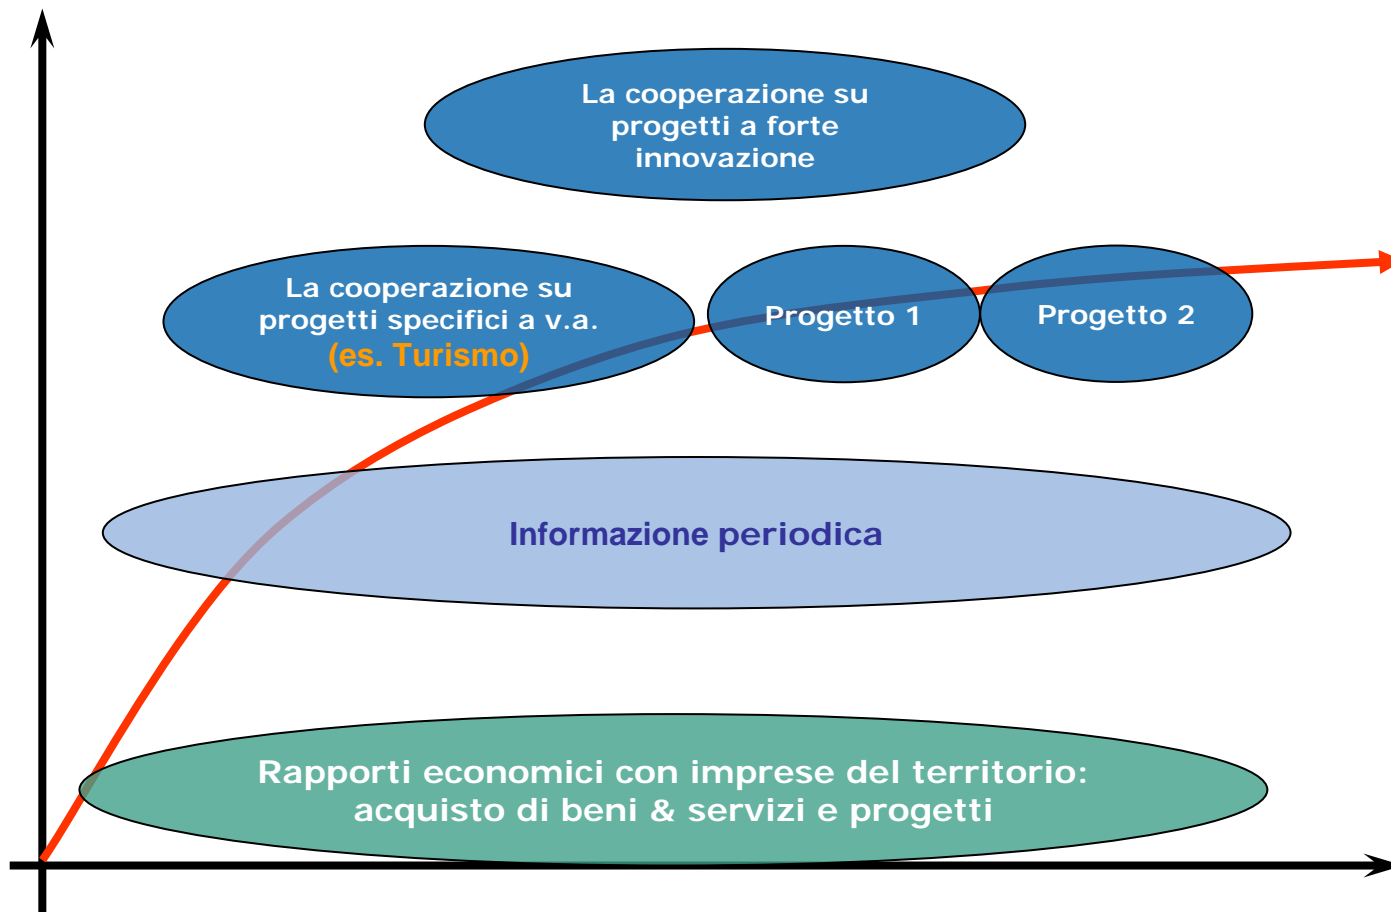 La cooperazione su
progetti a forte
innovazione
La cooperazione su
progetti specifici a v.a.
(es. Turismo)
Progetto 1
Progetto 2
Informazione periodica
Rapporti economici con imprese del territorio:
acquisto di beni & servizi e progetti